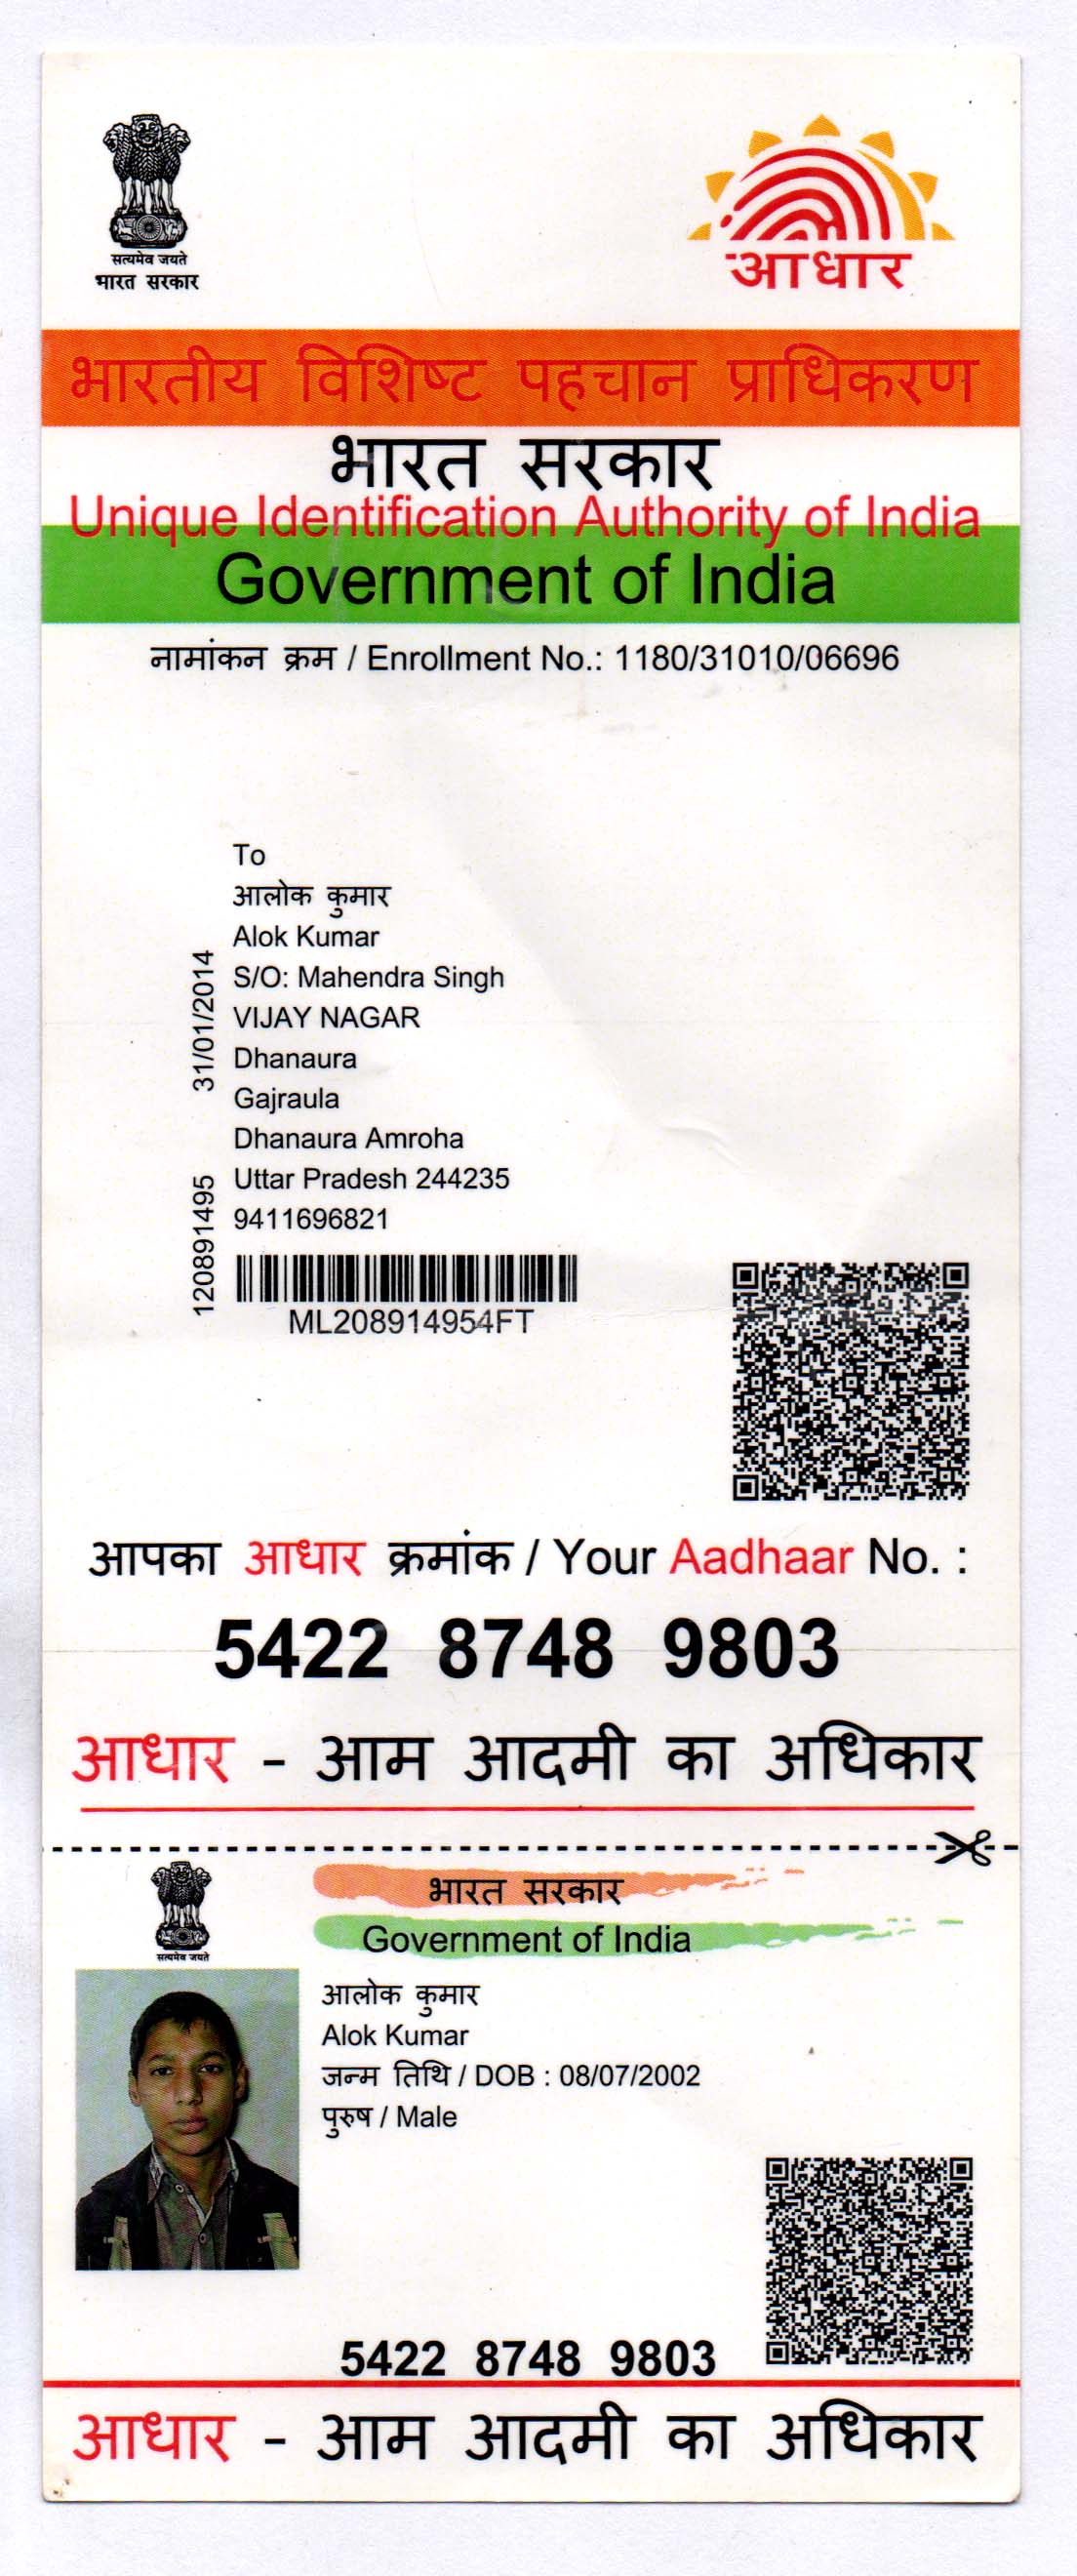 सत्यमेव जयते
भारत सरकार
आधार
भारतीय विशिष्ट पहचान प्राधिकरण
भारत सरकार
Unique Identification Authority of India
Government of India
नामांकन क्रम / Enrollment No.: 1180/31010/06696
To
आलोक कुमार
Alok Kumar
S/O: Mahendra Singh
VIJAY NAGAR
Dhanaura
Gajraula
Dhanaura Amroha
Uttar Pradesh 244235
9411696821
31/01/2014
120891495
ML208914954FT
आपका आधार क्रमांक / Your Aadhaar No. :
5422 8748 9803
आधार - आम आदमी का अधिकार
सत्यमेव जयते
भारत सरकार
Government of India
आलोक कुमार
Alok Kumar
जन्म तिथि / DOB : 08/07/2002
पुरुष / Male
5422 8748 9803
आधार - आम आदमी का अधिकार